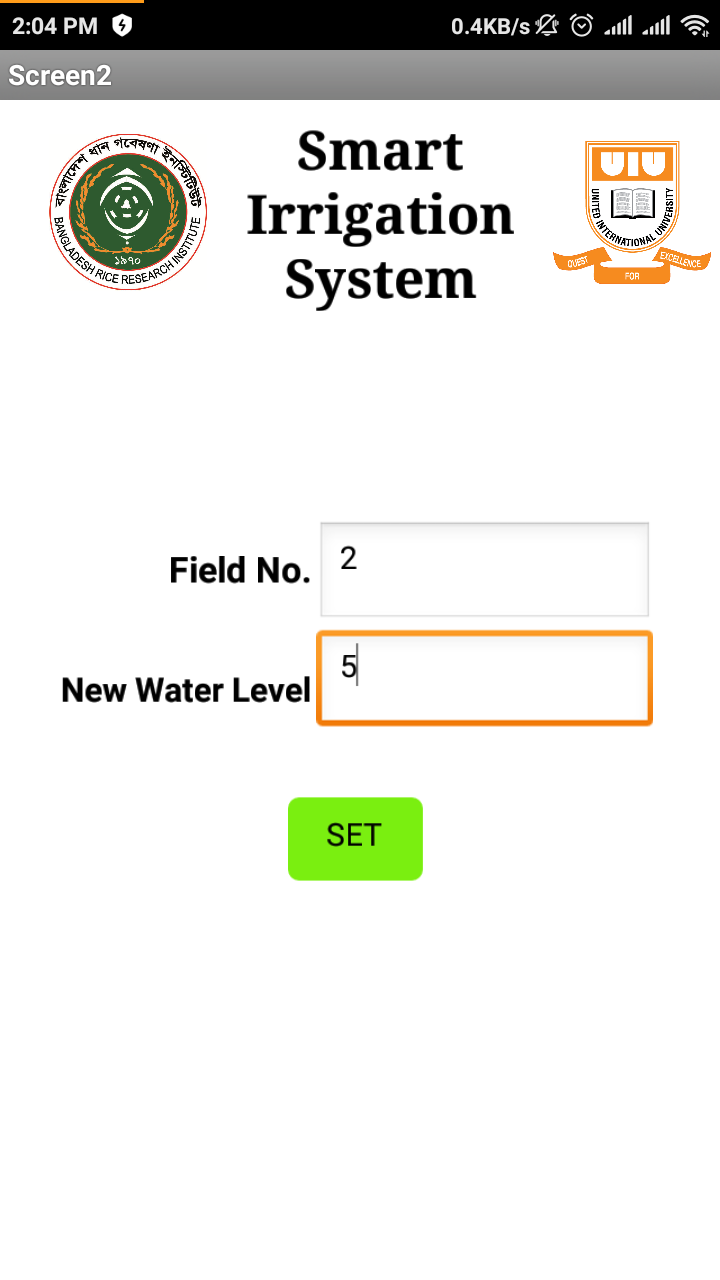 2:04 PM
0.4KB/s
Screen2
বাংলাদেশ ধান গবেষণা ইনস্টিটিউট
১৯৭০
BANGLADESH RICE RESEARCH INSTITUTE
Smart
Irrigation
System
UIU
UNITED INTERNATIONAL UNIVERSITY
QUEST
FOR
EXCELLENCE
Field No. 2
New Water Level 5
SET